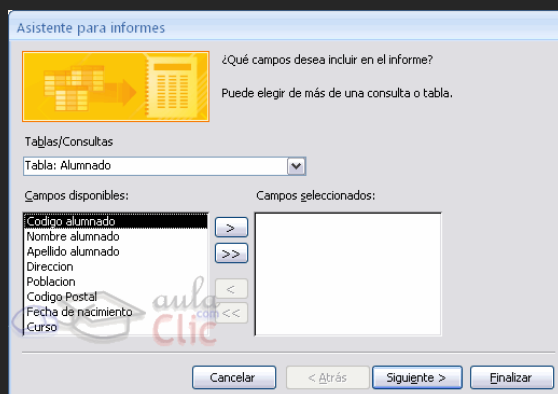 Asistente para informes
¿Qué campos desea incluir en el informe?
Puede elegir de más de una consulta o tabla.
Tablas/Consultas
Tabla: Alumnado
Campos disponibles:
Campos seleccionados:
Codigo alumnado
Nombre alumnado
Apellido alumnado
Direccion
Poblacion
Codigo Postal
Fecha de nacimiento
Curso
>
>>
<
<<
aula
.com
Clic
Cancelar
< Atrás
Siguiente >
Finalizar